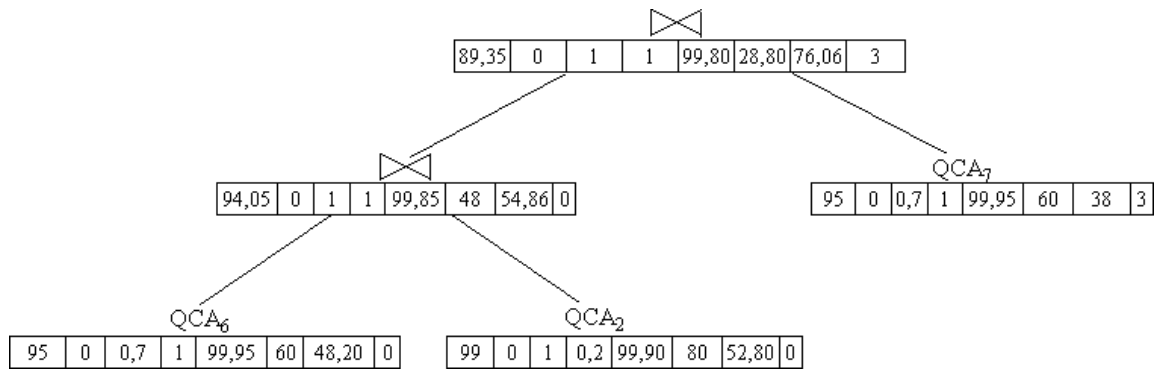 89,35 0 1 1 99,80 28,80 76,06 3
QCA7
94,05 0 1 1 99,85 48 54,86 0
95 0 0,7 1 99,95 60 38 3
QCA6
QCA2
95 0 0,7 1 99,95 60 48,20 0
99 0 1 0,2 99,90 80 52,80 0